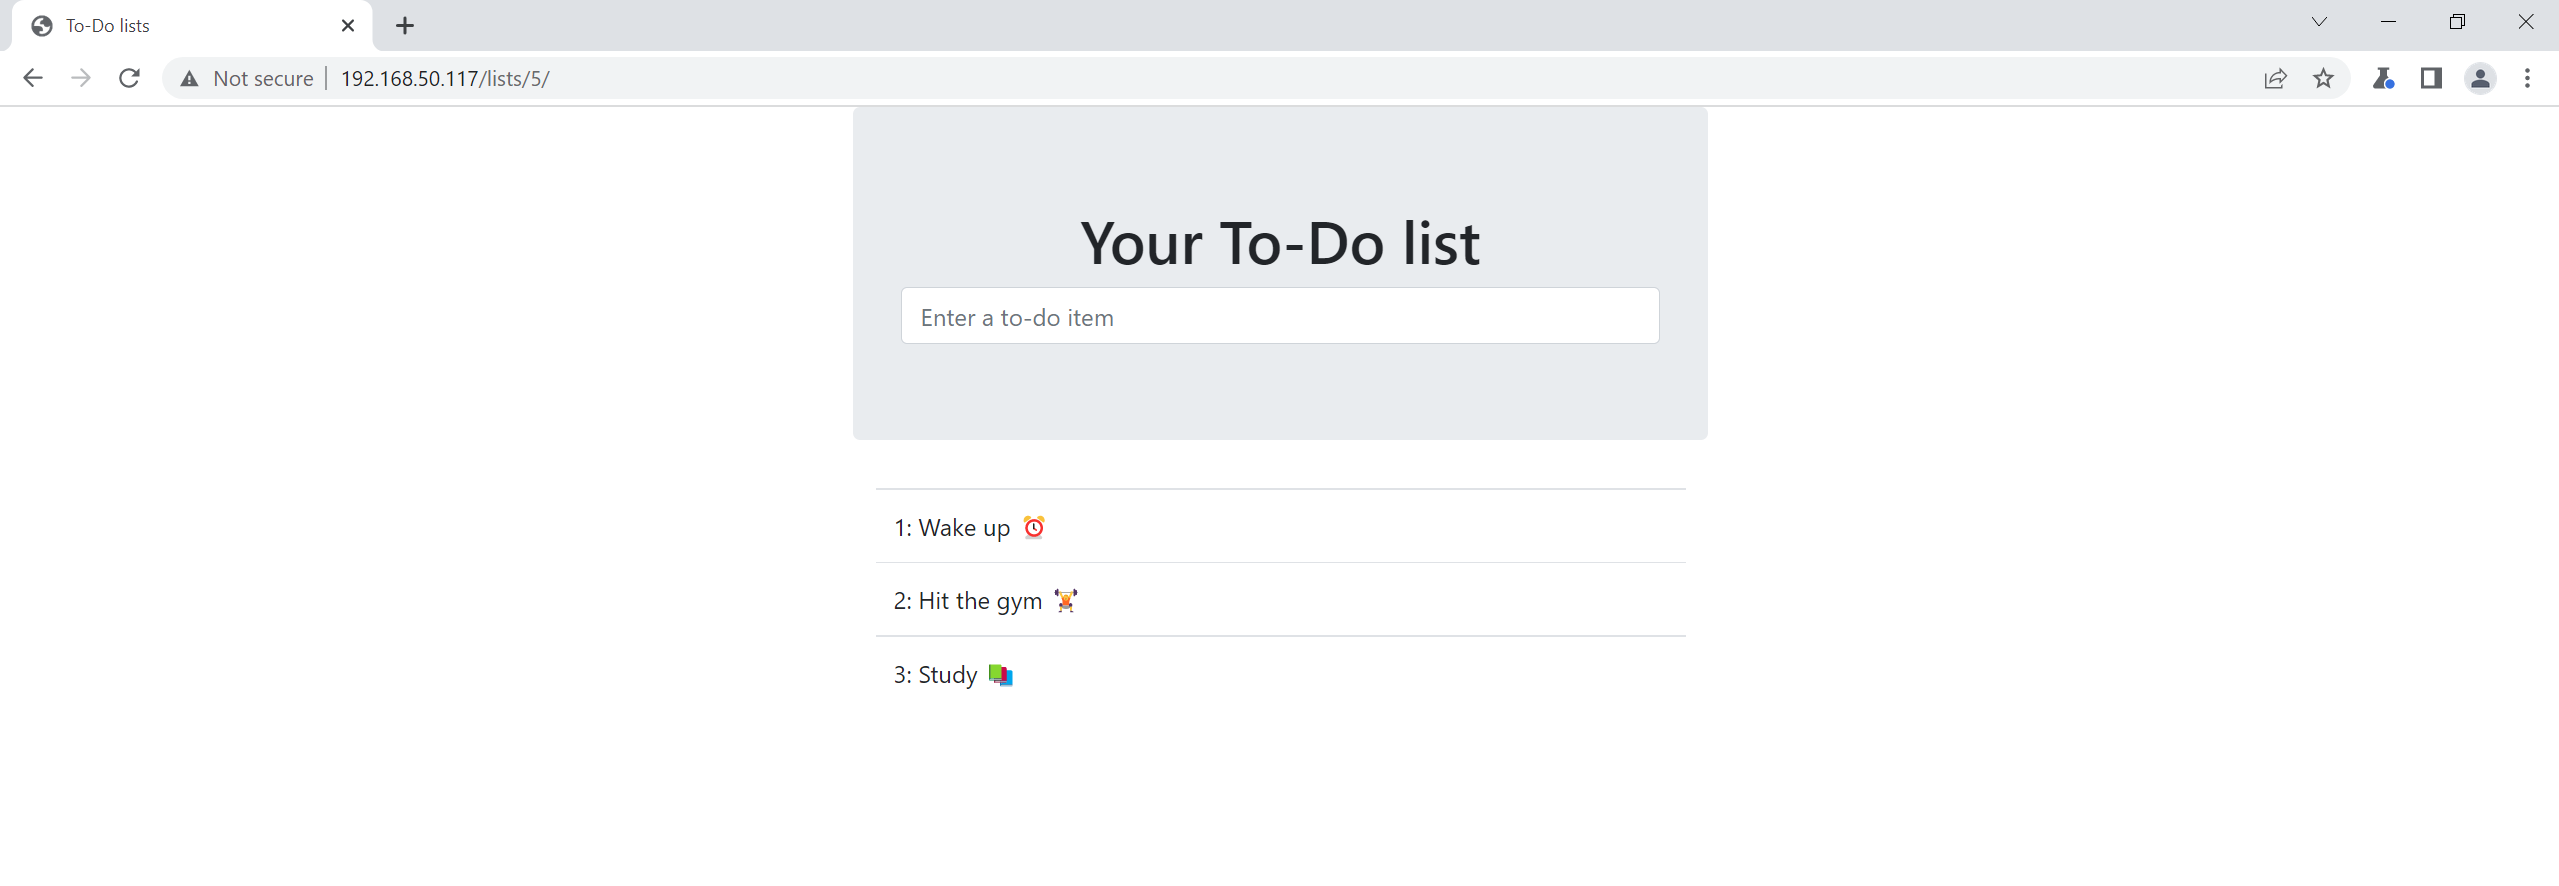 To-Do lists
Not secure 192.168.50.117/lists/5/
Your To-Do list
Enter a to-do item
1: Wake up ⏰
2: Hit the gym 🏋
3: Study 📚